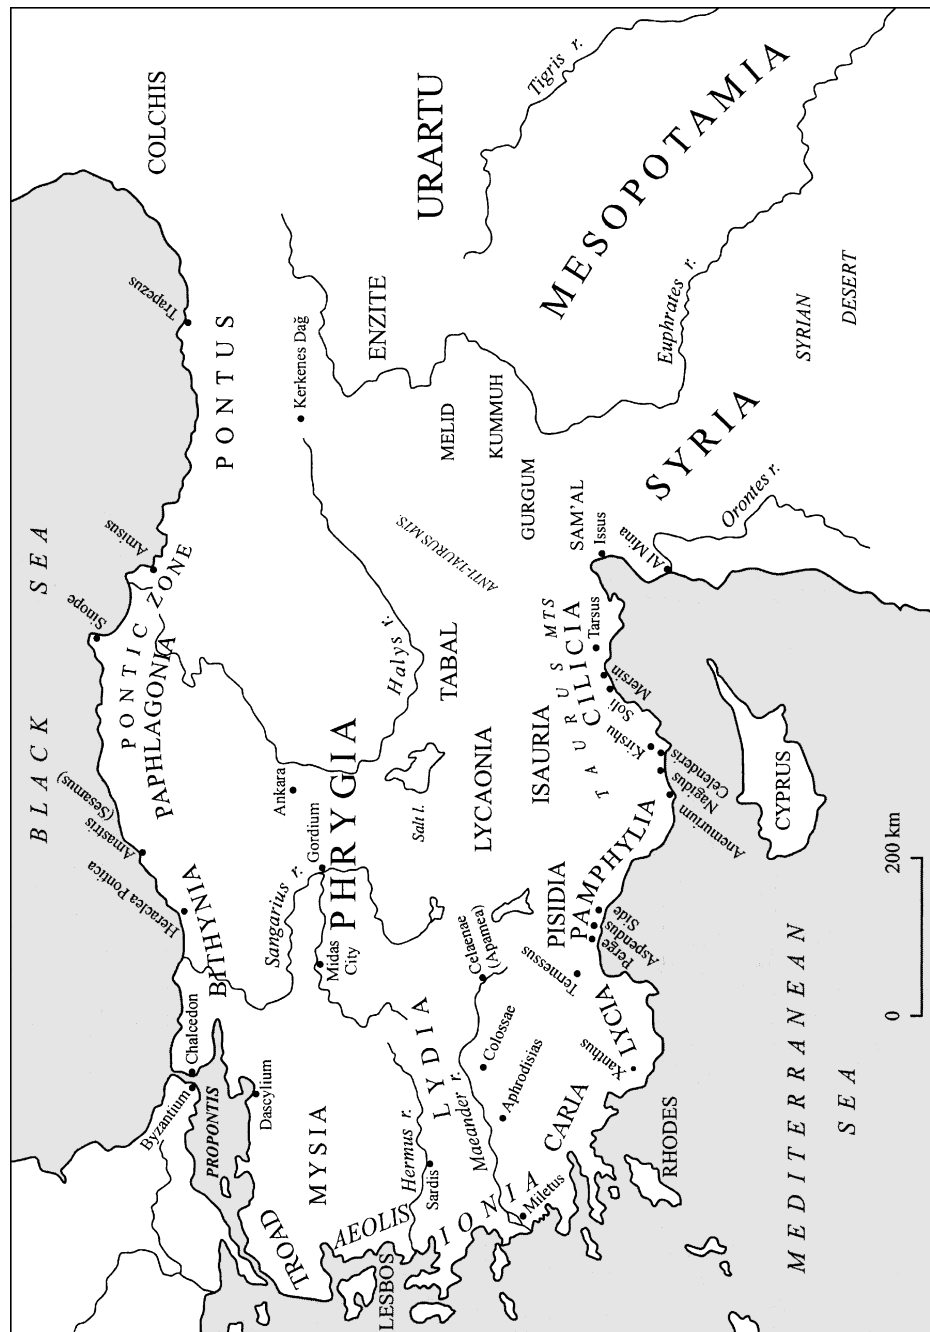 BLACK SEA
COLCHIS
Sinope
Amisus
Trapezus
PONTIC ZONE
PAPHLAGONIA
PONTUS
Amastris
(Sesamus)
Heraclea Pontica
BITHYNIA
Chalcedon
Byzantium
PROPONTIS
Dascylium
Sangarius r.
Ankara
Gordium
Midas
City
PHRYGIA
Halys r.
Kerkenes Dağ
ENZITE
URARTU
Tigris r.
MESOPOTAMIA
TROAD
MYSIA
AEOLIS
LESBOS
Hermus r.
Sardis
LYDIA
IONIA
Maeander r.
Miletus
Colossae
Aphrodisias
CARIA
Celaenae
(Apamea)
Salt l.
TABAL
LYCAONIA
ISAURIA
ANTI-TAURUS MTS.
MELID
KUMMUH
GURGUM
SAM'AL
Issus
Euphrates r.
SYRIAN
DESERT
SYRIA
Orontes r.
Al Mina
TAURUS MTS
CILICIA
Tarsus
Mersin
Soli
Kirshu
Celenderis
Nagidus
Anemurium
PISIDIA
PAMPHYLIA
Termessus
Perge
Aspendus
Side
LYCIA
Xanthus
RHODES
CYPRUS
MEDITERRANEAN
SEA
0 200 km